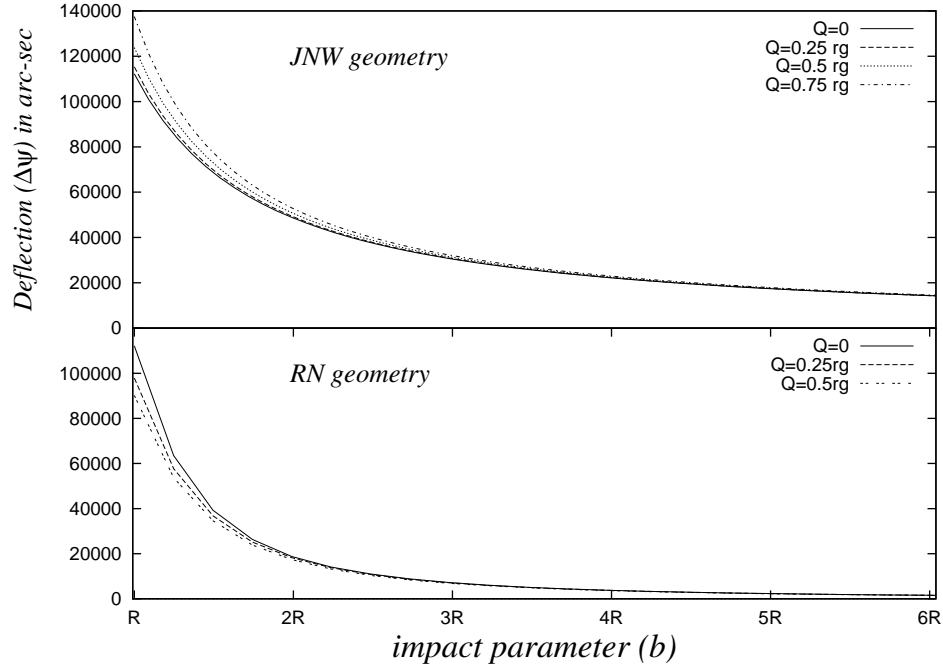 Deflection (Δψ) in arc-sec
140000
120000
100000
80000
60000
40000
20000
0
JNW geometry
Q=0
Q=0.25 rg
Q=0.5 rg
Q=0.75 rg
100000
80000
60000
40000
20000
0
RN geometry
Q=0
Q=0.25rg
Q=0.5rg
R 2R 3R 4R 5R 6R
impact parameter (b)